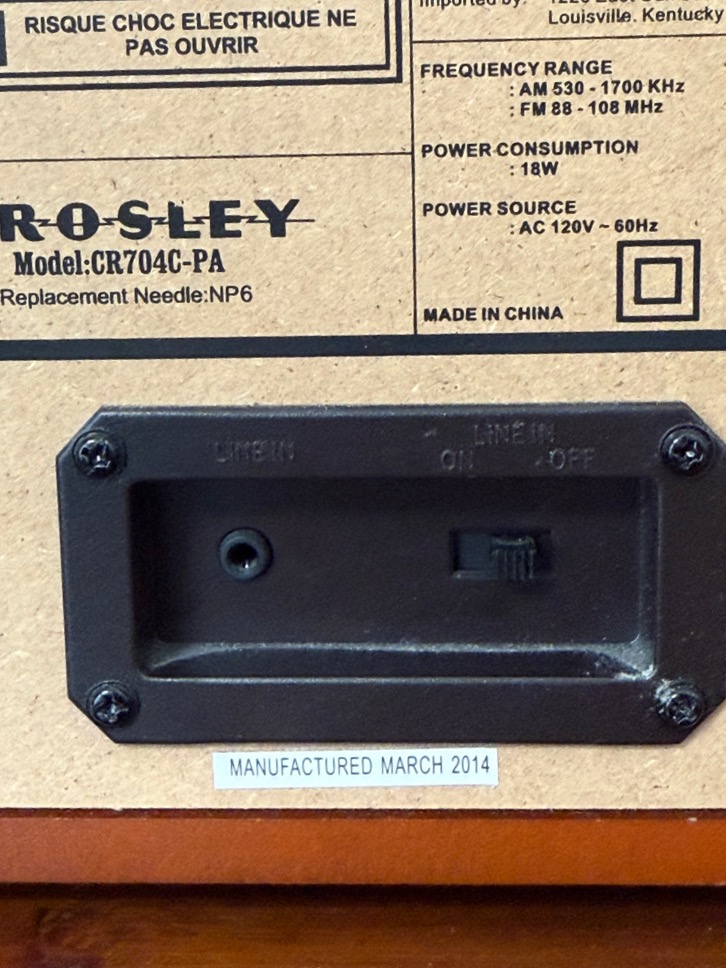 RISQUE CHOC ELECTRIQUE NE
PAS OUVRIR
Imported by:
Louisville, Kentucky
FREQUENCY RANGE
: AM 530 - 1700 KHz
: FM 88 - 108 MHz
POWER CONSUMPTION
: 18W
POWER SOURCE
: AC 120V ~ 60Hz
MADE IN CHINA
ROSLEY
Model:CR704C-PA
Replacement Needle:NP6
LINE IN
LINE IN
ON OFF
MANUFACTURED MARCH 2014